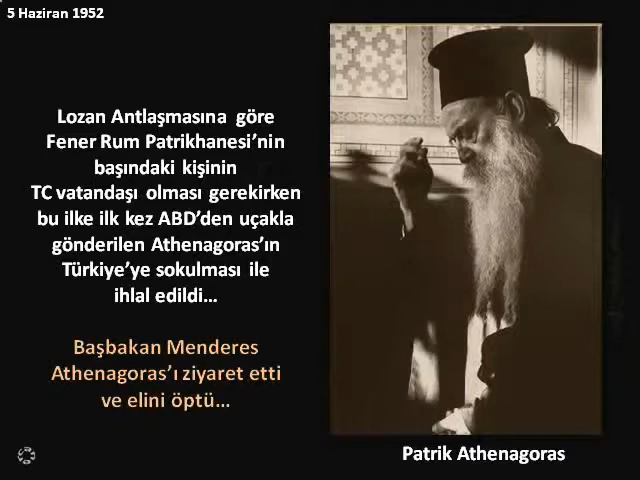 5 Haziran 1952
Lozan Antlaşmasına göre
Fener Rum Patrikhanesi’nin
başındaki kişinin
TC vatandaşı olması gerekirken
bu ilke ilk kez ABD’den uçakla
gönderilen Athenagoras’ın
Türkiye’ye sokulması ile
ihlal edildi…
Başbakan Menderes
Athenagoras’ı ziyaret etti
ve elini öptü…
Patrik Athenagoras